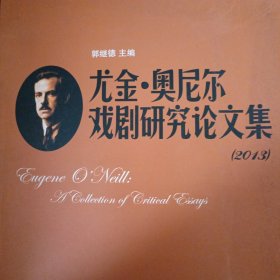 郭继德 主编
尤金·奥尼尔
戏剧研究论文集
(2013)
Eugene O'Neill:
A Collection of Critical Essays